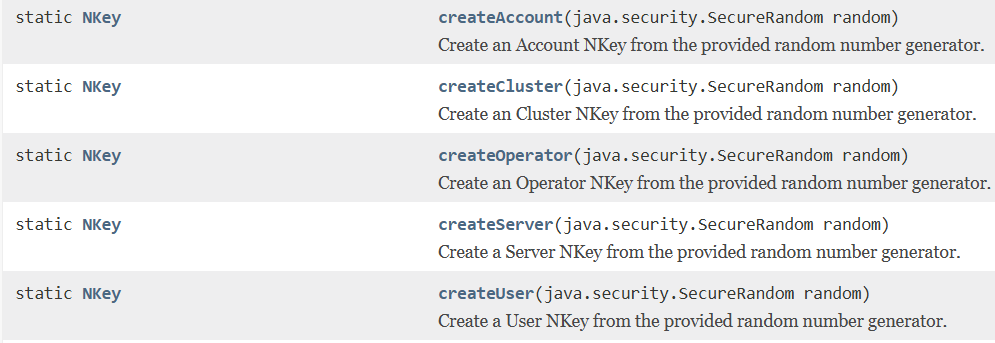 static NKey createAccount(java.security.SecureRandom random)
Create an Account NKey from the provided random number generator.
static NKey createCluster(java.security.SecureRandom random)
Create an Cluster NKey from the provided random number generator.
static NKey createOperator(java.security.SecureRandom random)
Create an Operator NKey from the provided random number generator.
static NKey createServer(java.security.SecureRandom random)
Create a Server NKey from the provided random number generator.
static NKey createUser(java.security.SecureRandom random)
Create a User NKey from the provided random number generator.